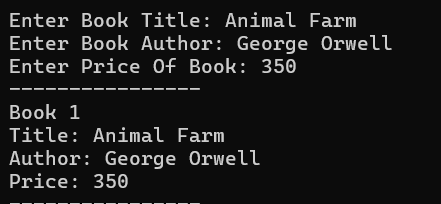 Enter Book Title: Animal Farm
Enter Book Author: George Orwell
Enter Price Of Book: 350
----------------
Book 1
Title: Animal Farm
Author: George Orwell
Price: 350
----------------